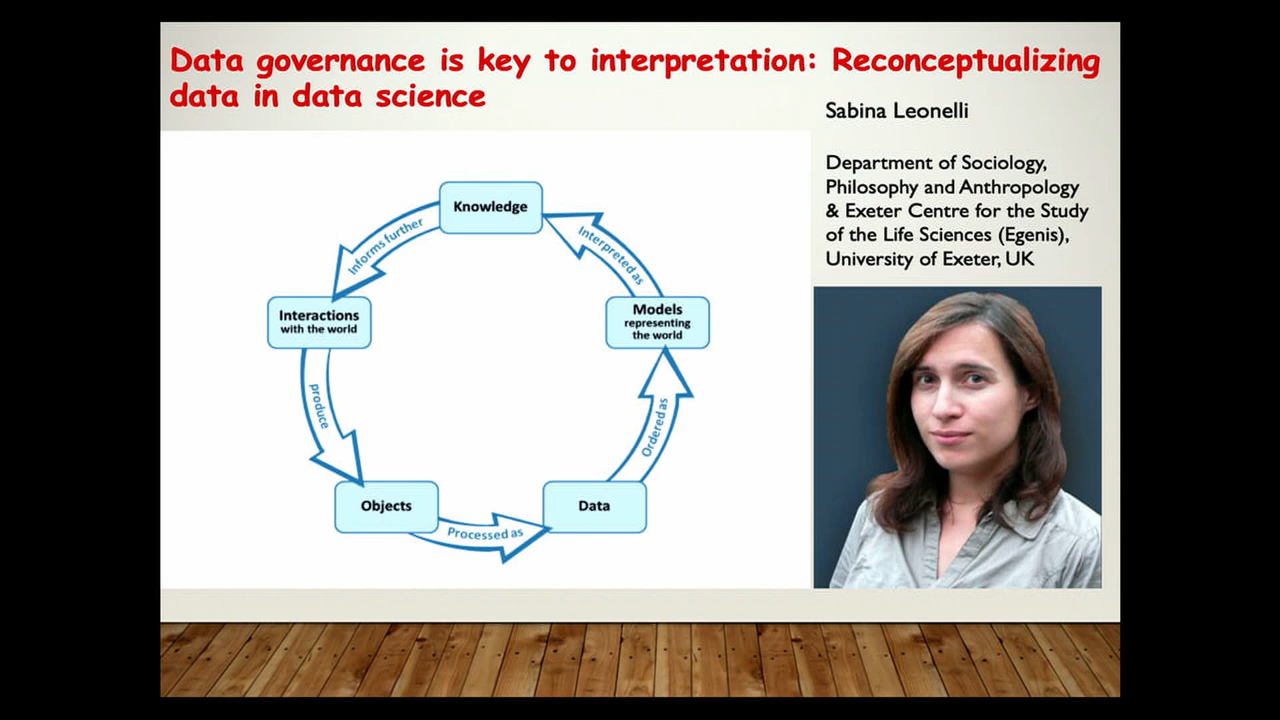 Data governance is key to interpretation: Reconceptualizing
data in data science
Sabina Leonelli
Department of Sociology,
Philosophy and Anthropology
& Exeter Centre for the Study
of the Life Sciences (Egenis),
University of Exeter, UK
Knowledge
Informs further
Interpreted as
Interactions
with the world
Models
representing
the world
produce
Ordered as
Objects
Processed as
Data